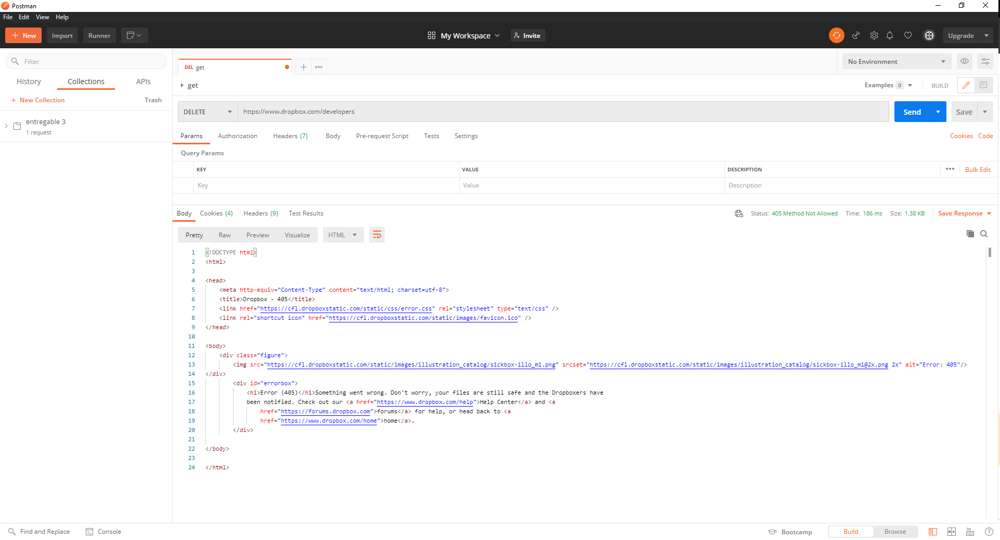 Postman
File Edit View Help
+ New Import Runner My Workspace Invite Upgrade
Filter
History Collections APIs
+ New Collection Trash
entregable 3
1 request
DEL get
No Environment
get Examples 0 BUILD
DELETE https://www.dropbox.com/developers Send Save
Params Authorization Headers (7) Body Pre-request Script Tests Settings Cookies Code
Query Params
KEY VALUE DESCRIPTION Bulk Edit
Key Value Description
Body Cookies (4) Headers (9) Test Results Status: 405 Method Not Allowed Time: 186 ms Size: 1.38 KB Save Response
Pretty Raw Preview Visualize HTML
1 <!DOCTYPE html>
2 <html>
3
4 <head>
5 <meta http-equiv="Content-Type" content="text/html; charset=utf-8">
6 <title>Dropbox - 405</title>
7 <link href="https://cfl.dropboxstatic.com/static/css/error.css" rel="stylesheet" type="text/css" />
8 <link rel="shortcut icon" href="https://cfl.dropboxstatic.com/static/images/favicon.ico" />
9 </head>
10
11 <body>
12 <div class="figure">
13 <img src="https://cfl.dropboxstatic.com/static/images/illustration_catalog/sickbox-illo_m1.png" srcset="https://cfl.dropboxstatic.com/static/images/illustration_catalog/sickbox-illo_m1@2x.png 2x" alt="Error: 405"/>
14 </div>
15 <div id="errorbox">
16 <h1>Error (405)</h1>Something went wrong. Don't worry, your files are still safe and the Dropboxers have
17 been notified. Check out our <a href="https://www.dropbox.com/help">Help Center</a> and <a
18 href="https://forums.dropbox.com">forums</a> for help, or head back to <a
19 href="https://www.dropbox.com/home">home</a>.
20 </div>
21
22 </body>
23
24 </html>
Find and Replace Console Bootcamp Build Browse